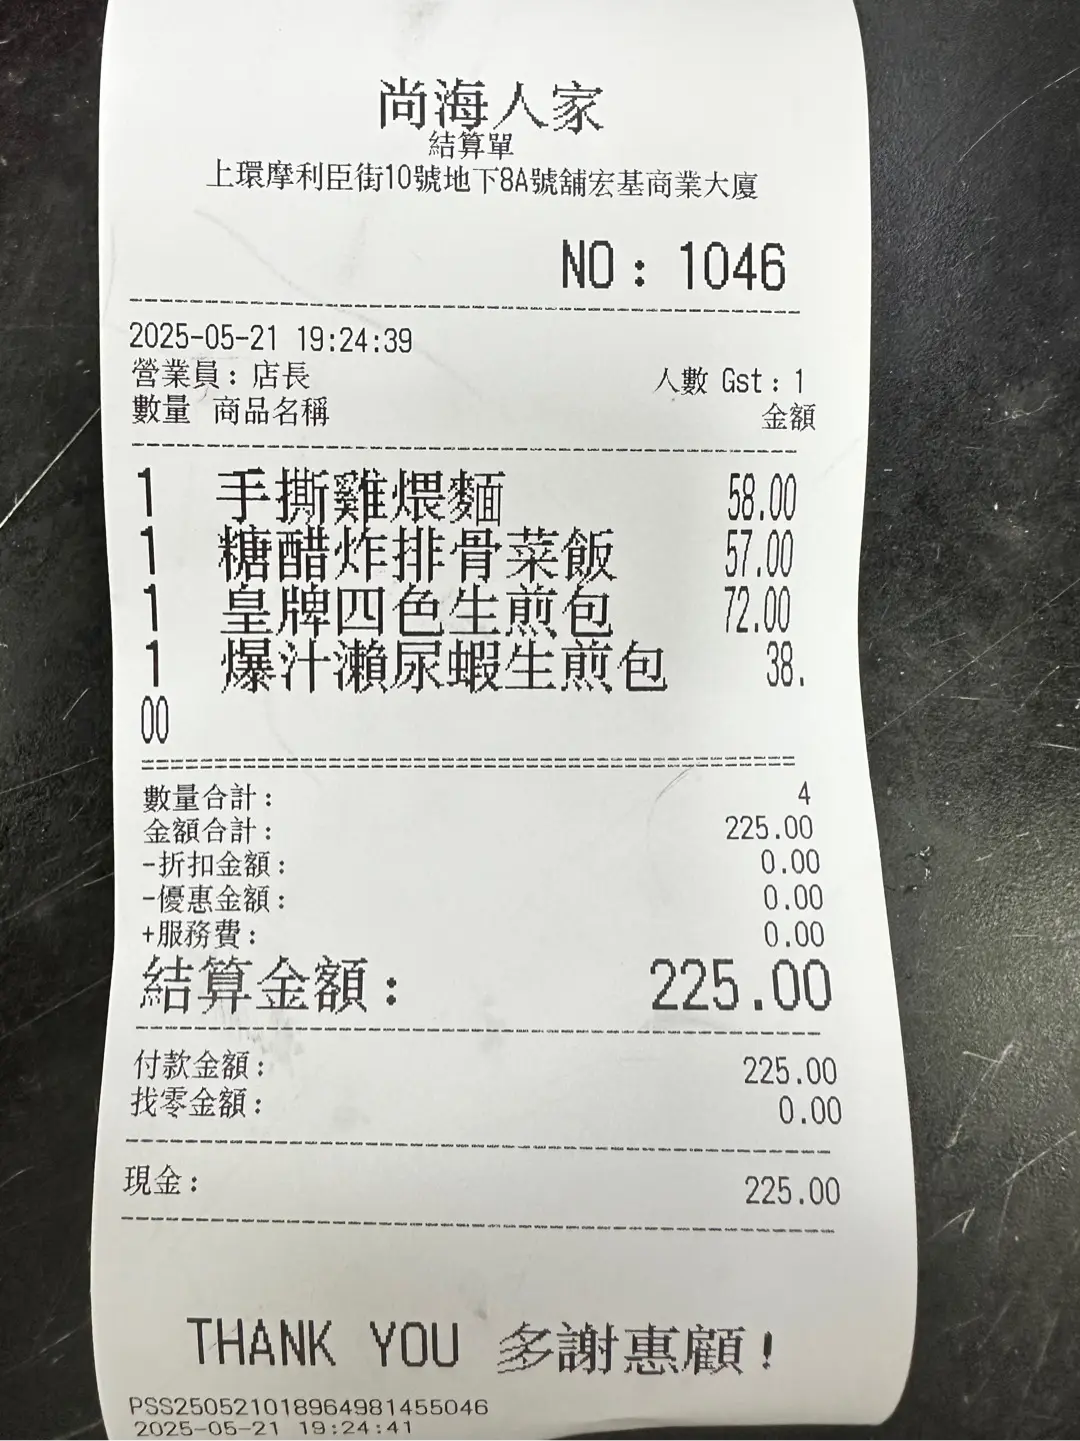 尚海人家
結算單
上環摩利臣街10號地下8A號舖宏基商業大廈
NO: 1046
2025-05-21 19:24:39
營業員: 店長 人數 Gst: 1
數量 商品名稱 金額
1 手撕雞煨麵 58.00
1 糖醋炸排骨菜飯 57.00
1 皇牌四色生煎包 72.00
1 爆汁瀨尿蝦生煎包 38.
00
數量合計: 4
金額合計: 225.00
-折扣金額: 0.00
-優惠金額: 0.00
+服務費: 0.00
結算金額: 225.00
付款金額: 225.00
找零金額: 0.00
現金: 225.00
THANK YOU 多謝惠顧!
PSS2505210189649814550​46
2025-05-21 19:24:41